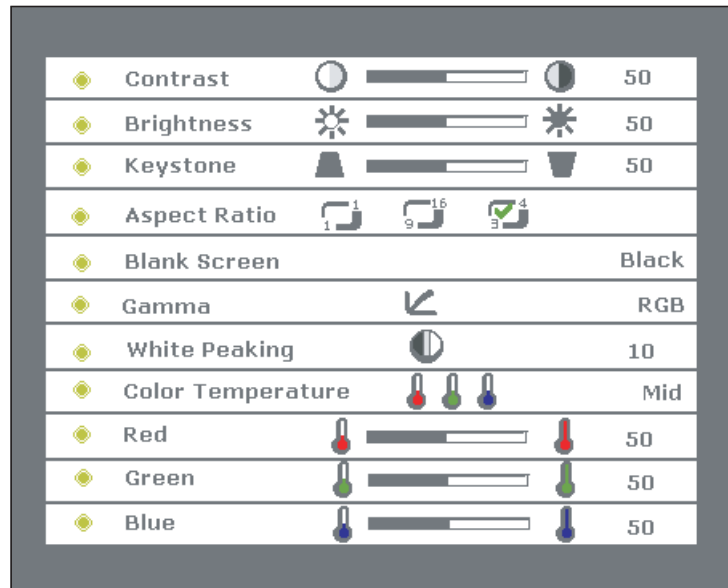 Contrast 50
Brightness 50
Keystone 50
Aspect Ratio 1 1 9 16 3 4
Blank Screen Black
Gamma RGB
White Peaking 10
Color Temperature Mid
Red 50
Green 50
Blue 50